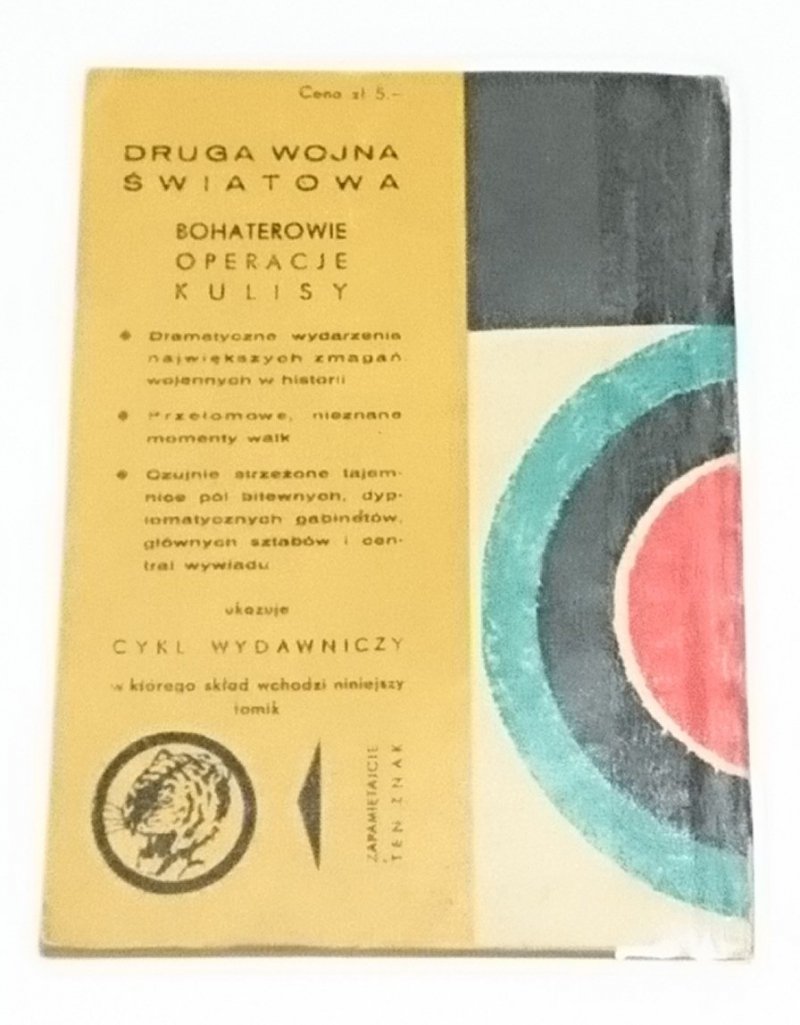 Cena zł 5.-
DRUGA WOJNA
ŚWIATOWA
BOHATEROWIE
OPERACJE
KULISY
Dramatyczne wydarzenia
największych zmagań
wojennych w historii
Przełomowe, nieznane
momenty walk
Czujnie strzeżone tajem-
nice pól bitewnych, dyp-
lomatycznych gabinetów,
głównych sztabów i cen-
tral wywiadu
ukazuje
CYKL WYDAWNICZY
w którego skład wchodzi niniejszy
tomik
ZAPAMIĘTAJCIE
TEN ZNAK